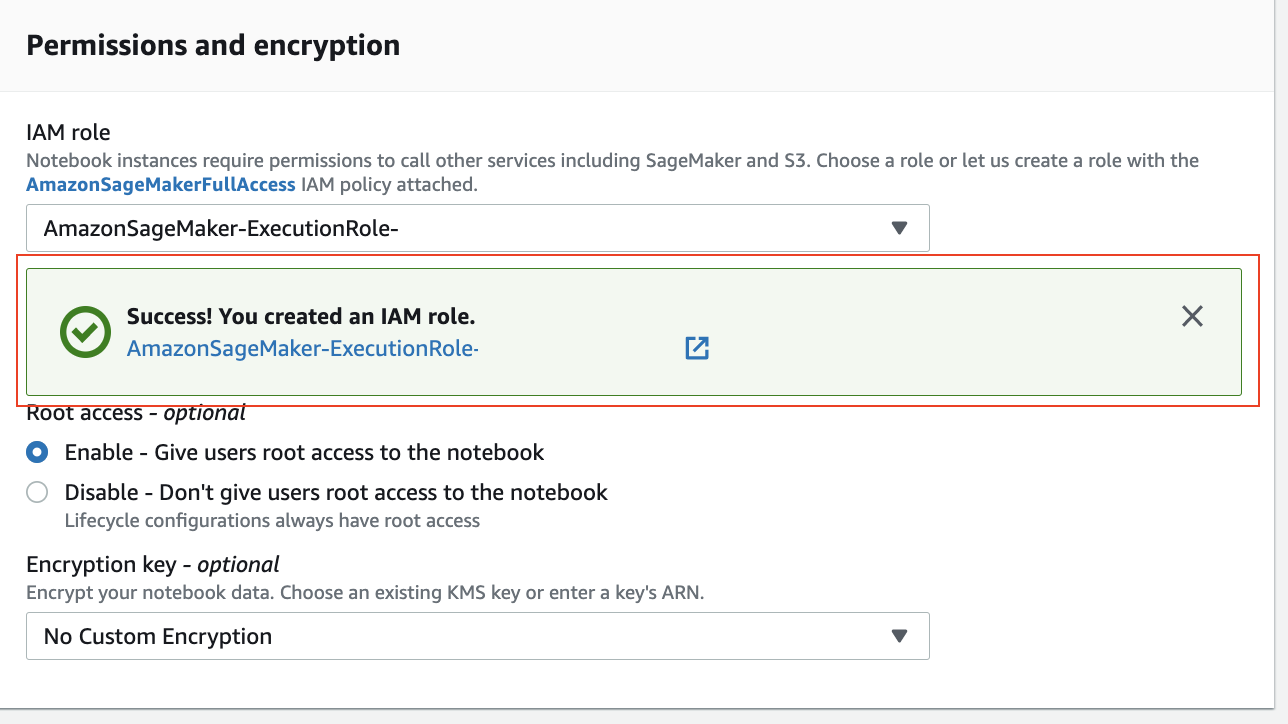 Permissions and encryption
IAM role
Notebook instances require permissions to call other services including SageMaker and S3. Choose a role or let us create a role with the
AmazonSageMakerFullAccess IAM policy attached.
AmazonSageMaker-ExecutionRole-
Success! You created an IAM role.
AmazonSageMaker-ExecutionRole-
Root access - optional
Enable - Give users root access to the notebook
Disable - Don't give users root access to the notebook
Lifecycle configurations always have root access
Encryption key - optional
Encrypt your notebook data. Choose an existing KMS key or enter a key's ARN.
No Custom Encryption